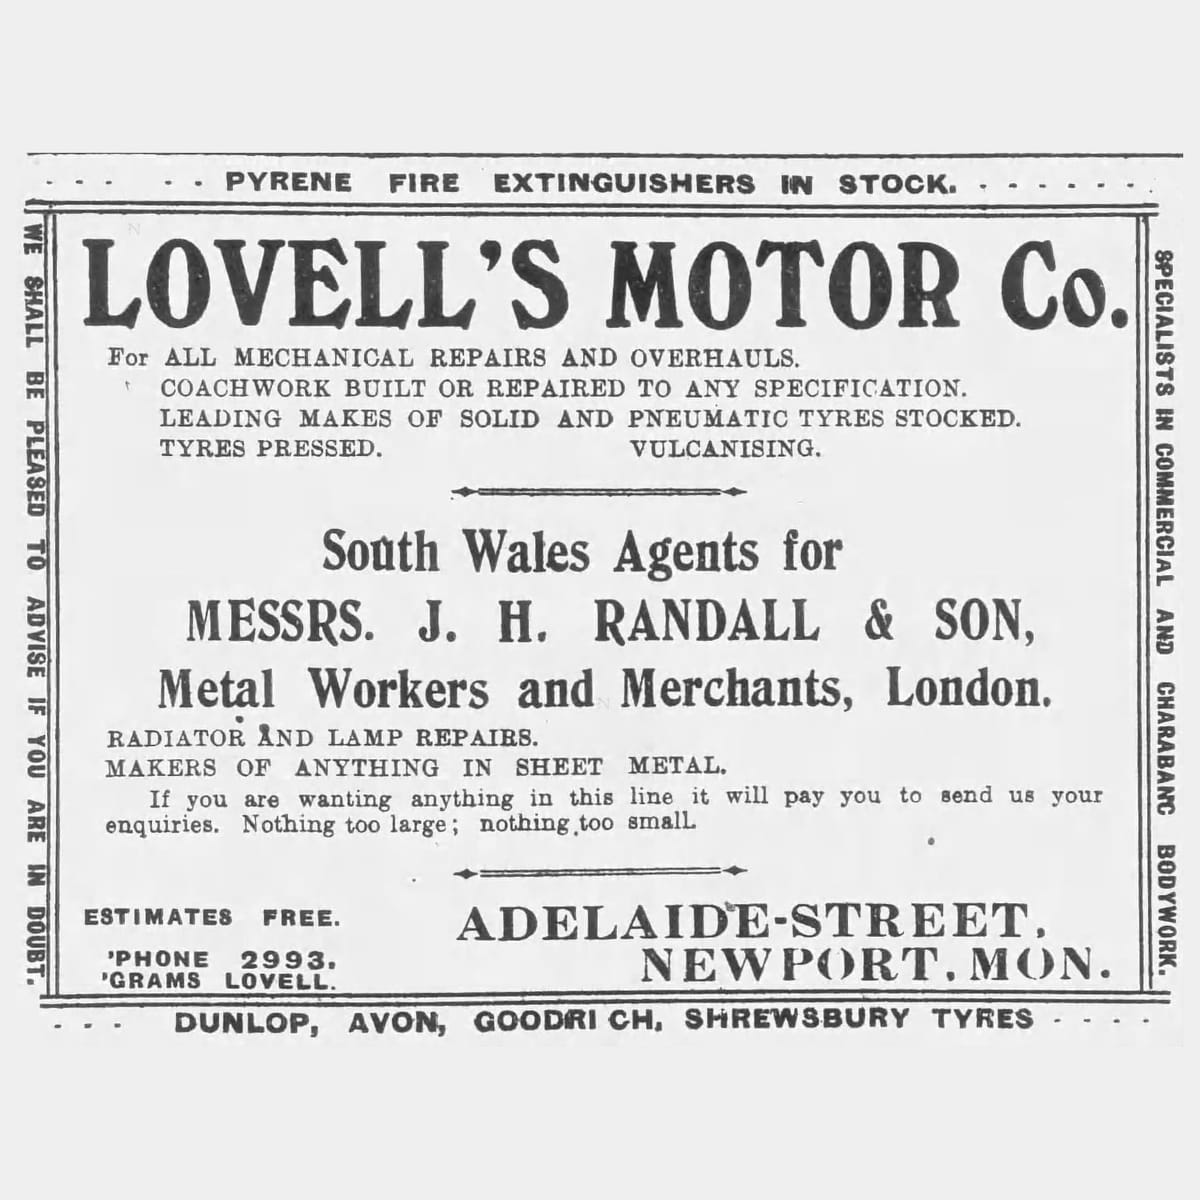 PYRENE FIRE EXTINGUISHERS IN STOCK.
WE SHALL BE PLEASED TO ADVISE IF YOU ARE IN DOUBT.
LOVELL'S MOTOR Co.
For ALL MECHANICAL REPAIRS AND OVERHAULS.
COACHWORK BUILT OR REPAIRED TO ANY SPECIFICATION.
LEADING MAKES OF SOLID AND PNEUMATIC TYRES STOCKED.
TYRES PRESSED. VULCANISING.
South Wales Agents for
MESSRS. J. H. RANDALL & SON,
Metal Workers and Merchants, London.
RADIATOR AND LAMP REPAIRS.
MAKERS OF ANYTHING IN SHEET METAL.
If you are wanting anything in this line it will pay you to send us your
enquiries. Nothing too large; nothing too small.
ESTIMATES FREE.
'PHONE 2993.
'GRAMS LOVELL.
ADELAIDE-STREET,
NEWPORT, MON.
SPECIALISTS IN COMMERCIAL AND CHARABANC BODYWORK.
DUNLOP, AVON, GOODRICH, SHREWSBURY TYRES